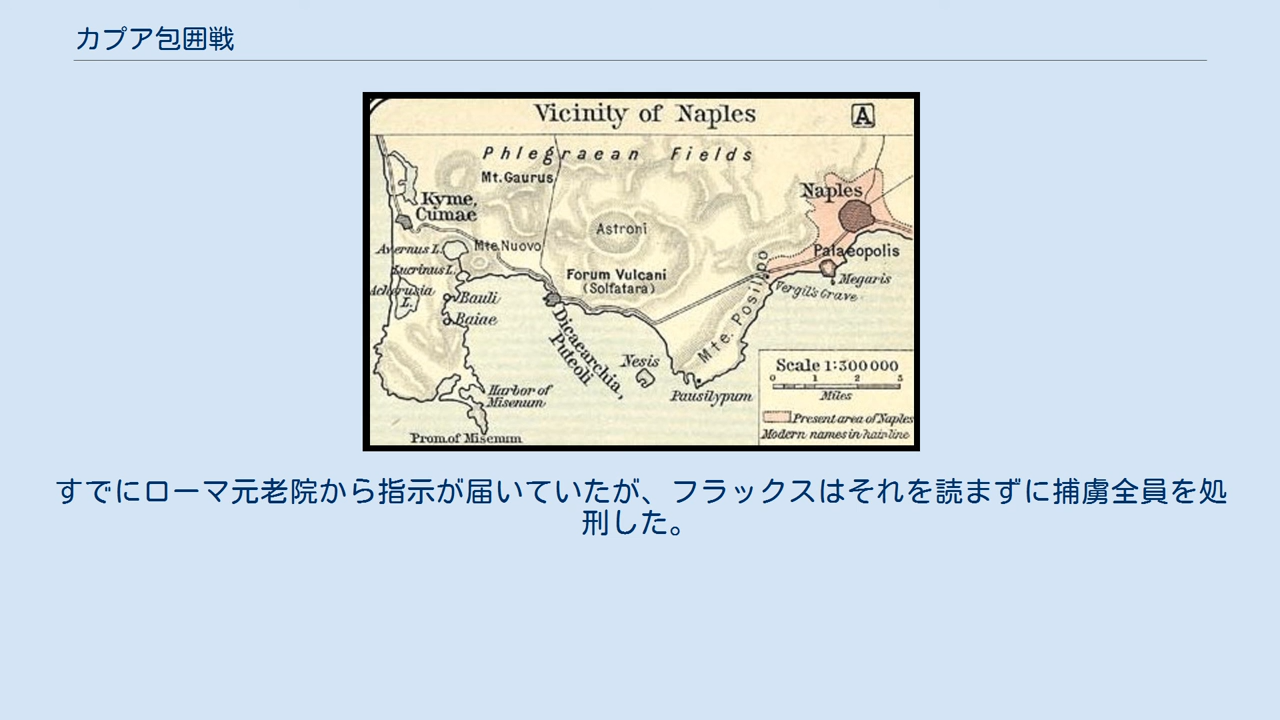 カプア包囲戦
Vicinity of Naples
A
Phlegraean Fields
Mt. Gaurus
Naples
Kyme,
Cumae
Astroni
Avernus L.
Mte. Nuovo
Palaeopolis
Lucrinus L.
Forum Vulcani
(Solfatara)
Megaris
Acherusia
L.
Bauli
Vergil's Grave
Baiae
Dicaearchia,
Puteoli
Mte. Posilipo
Nesis
Scale 1:300000
0 1 2 3
Miles
Harbor of
Misenum
Pausilypum
Present area of Naples
Modern names in hair line
Prom. of Misenum
すでにローマ元老院から指示が届いていたが、フラックスはそれを読まずに捕虜全員を処
刑した。